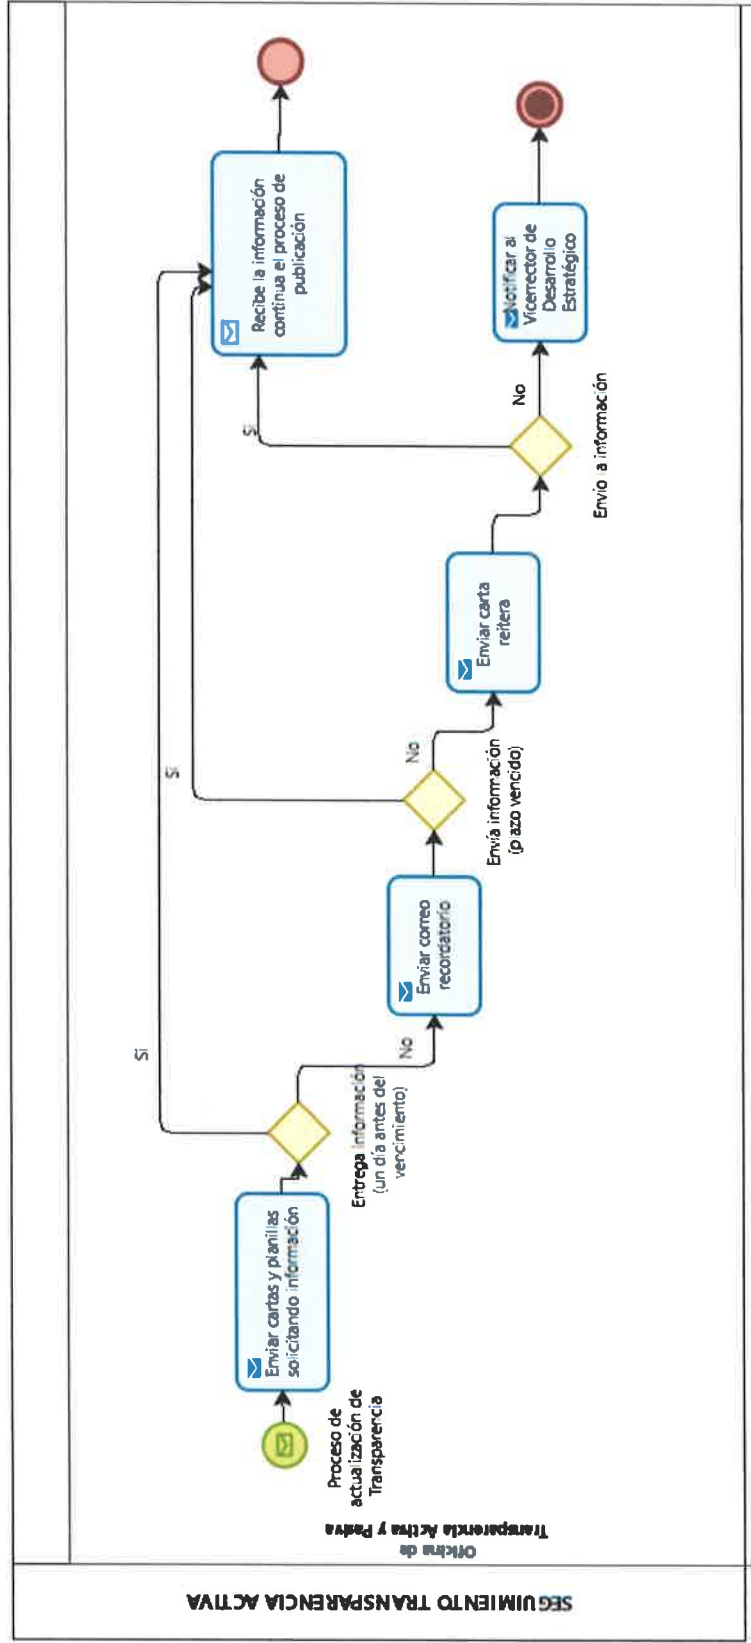 SEGUIMIENTO TRANSPARENCIA ACTIVA
Oficina de
Transparencia Activa y Pasiva
Proceso de
actualización de
Transparencia
Enviar cartas y planillas
solicitando información
Entrega información
(un día antes del
vencimiento)
Si
No
Enviar correo
recordatorio
Envía información
(plazo vencido)
Si
No
Enviar carta
reitera
Envío la información
Si
No
Recibe la información
continua el proceso de
publicación
Notificar al
Vicerrector de
Desarrollo
Estratégico